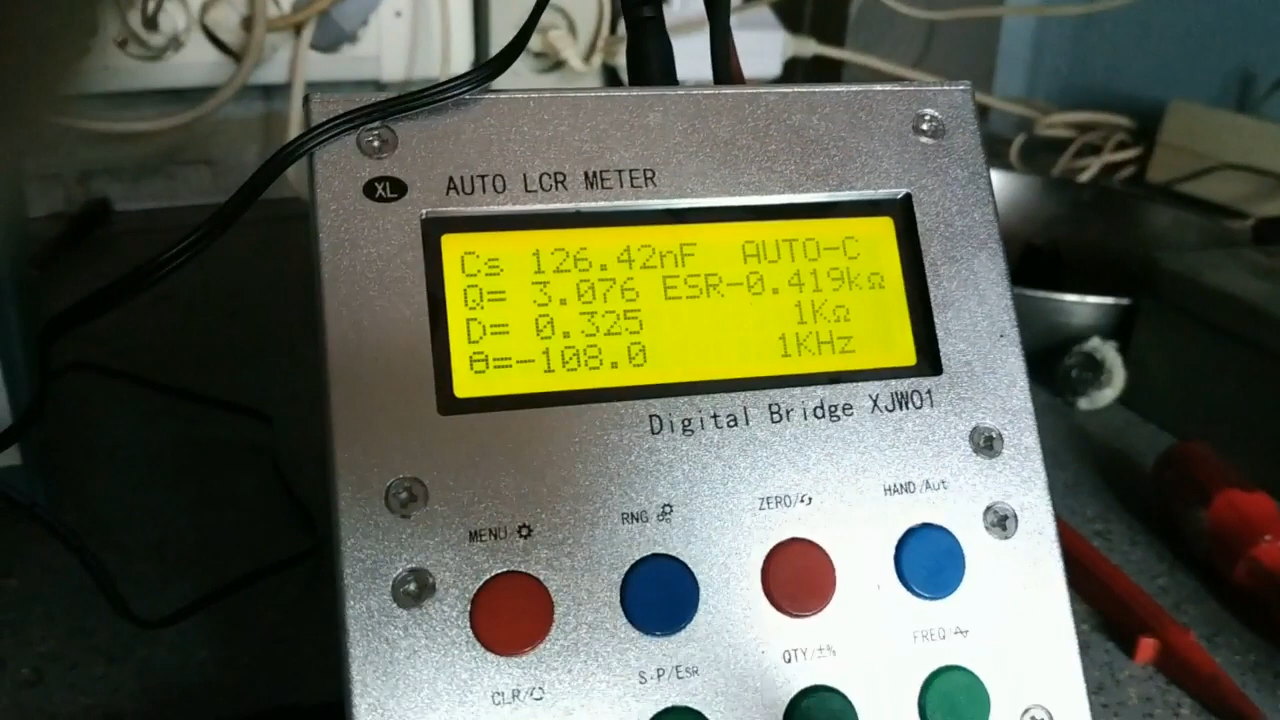 XL AUTO LCR METER
Cs 126.42nF AUTO-C
Q= 3.076 ESR-0.419kΩ
D= 0.325 1KΩ
θ=-108.0 1KHz
Digital Bridge XJW01
MENU RNG ZERO/ HAND/Aut
CLR/ S.P/ESR QTY/±% FREQ/